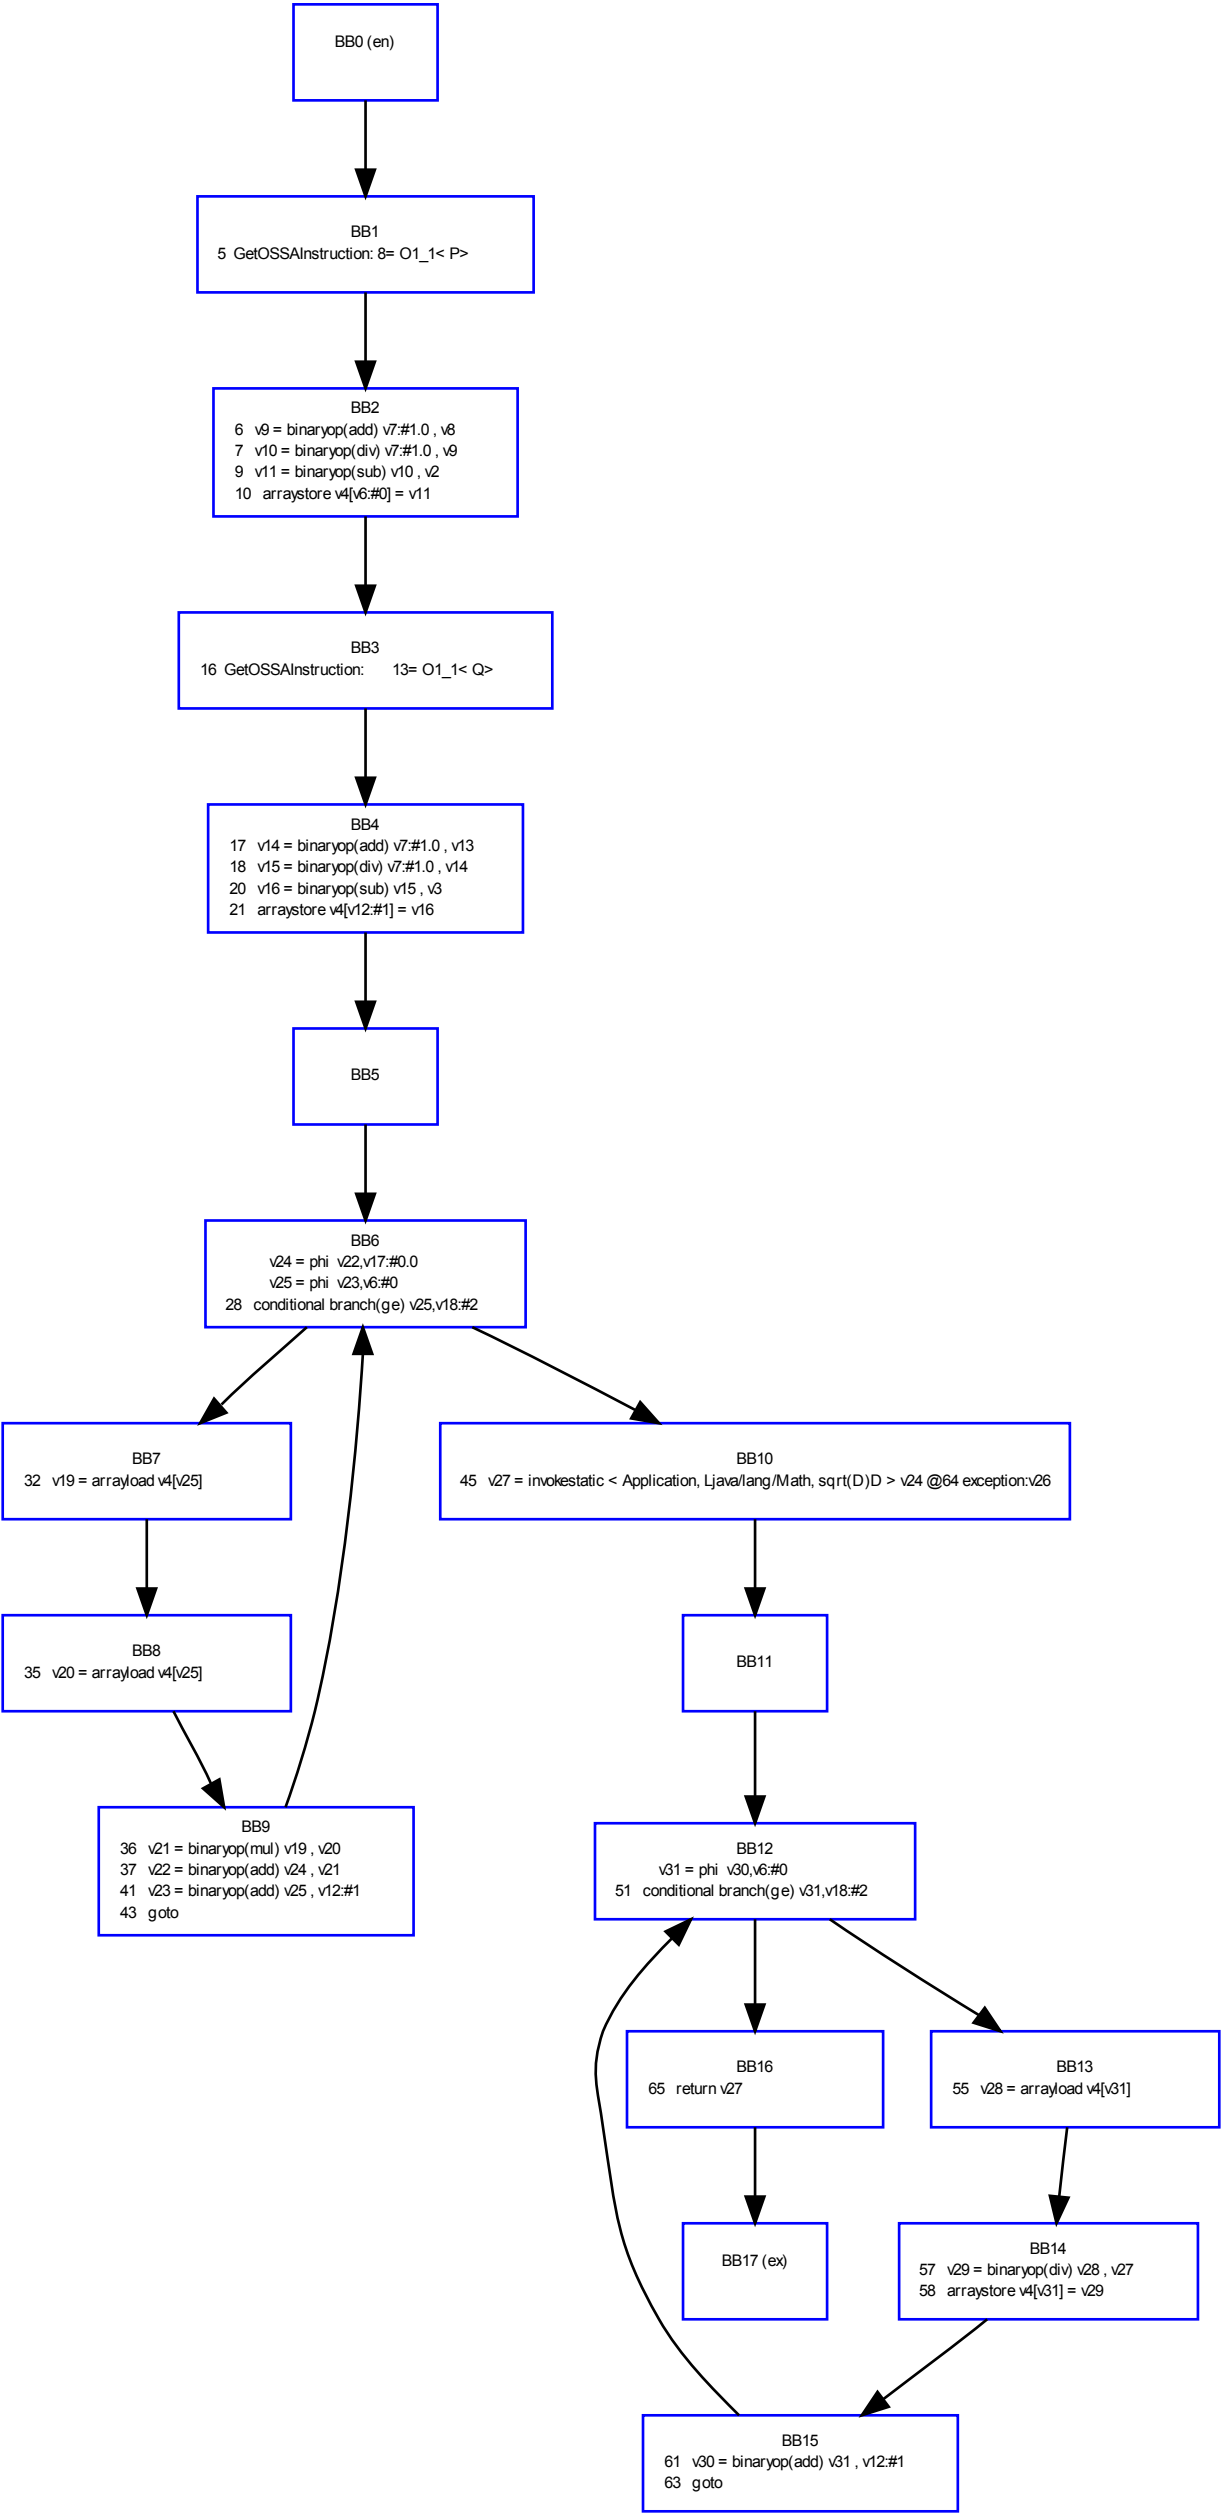 BB0 (en)
BB1
5 GetOSSAInstruction: 8= O1_1< P>
BB2
6 v9 = binaryop(add) v7:#1.0 , v8
7 v10 = binaryop(div) v7:#1.0 , v9
9 v11 = binaryop(sub) v10 , v2
10 arraystore v4[v6:#0] = v11
BB3
16 GetOSSAInstruction: 13= O1_1< Q>
BB4
17 v14 = binaryop(add) v7:#1.0 , v13
18 v15 = binaryop(div) v7:#1.0 , v14
20 v16 = binaryop(sub) v15 , v3
21 arraystore v4[v12:#1] = v16
BB5
BB6
v24 = phi v22,v17:#0.0
v25 = phi v23,v6:#0
28 conditional branch(ge) v25,v18:#2
BB7
32 v19 = arrayload v4[v25]
BB10
45 v27 = invokestatic < Application, Ljava/lang/Math, sqrt(D)D > v24 @64 exception:v26
BB8
35 v20 = arrayload v4[v25]
BB11
BB9
36 v21 = binaryop(mul) v19 , v20
37 v22 = binaryop(add) v24 , v21
41 v23 = binaryop(add) v25 , v12:#1
43 goto
BB12
v31 = phi v30,v6:#0
51 conditional branch(ge) v31,v18:#2
BB16
65 return v27
BB13
55 v28 = arrayload v4[v31]
BB17 (ex)
BB14
57 v29 = binaryop(div) v28 , v27
58 arraystore v4[v31] = v29
BB15
61 v30 = binaryop(add) v31 , v12:#1
63 goto